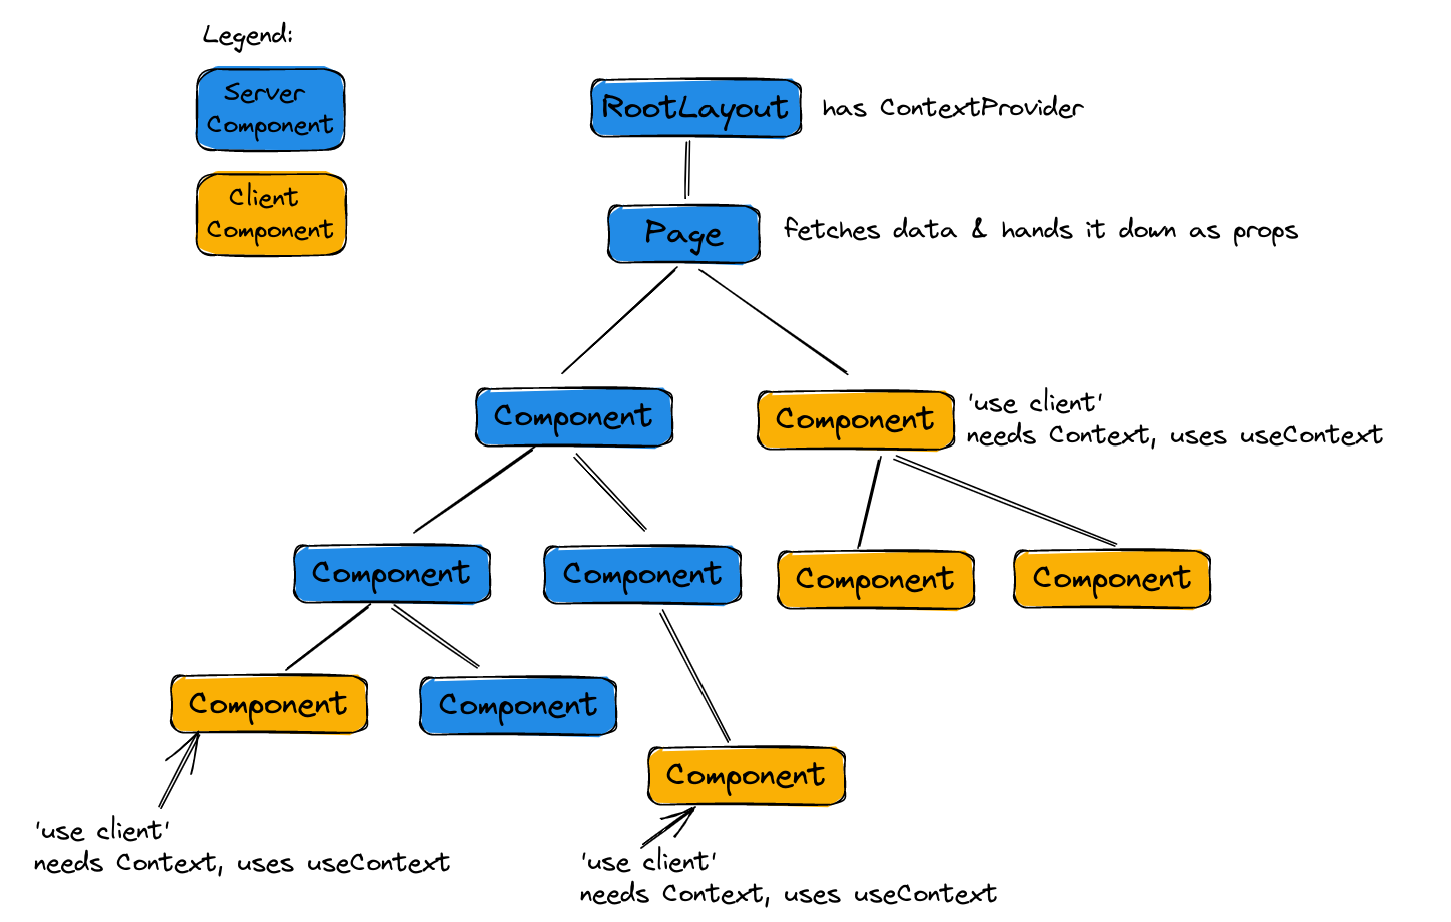 Legend:
Server
Component
Client
Component
RootLayout
has ContextProvider
Page
fetches data & hands it down as props
Component
Component
'use client'
needs Context, uses useContext
Component
Component
Component
Component
Component
Component
Component
'use client'
needs Context, uses useContext
'use client'
needs Context, uses useContext